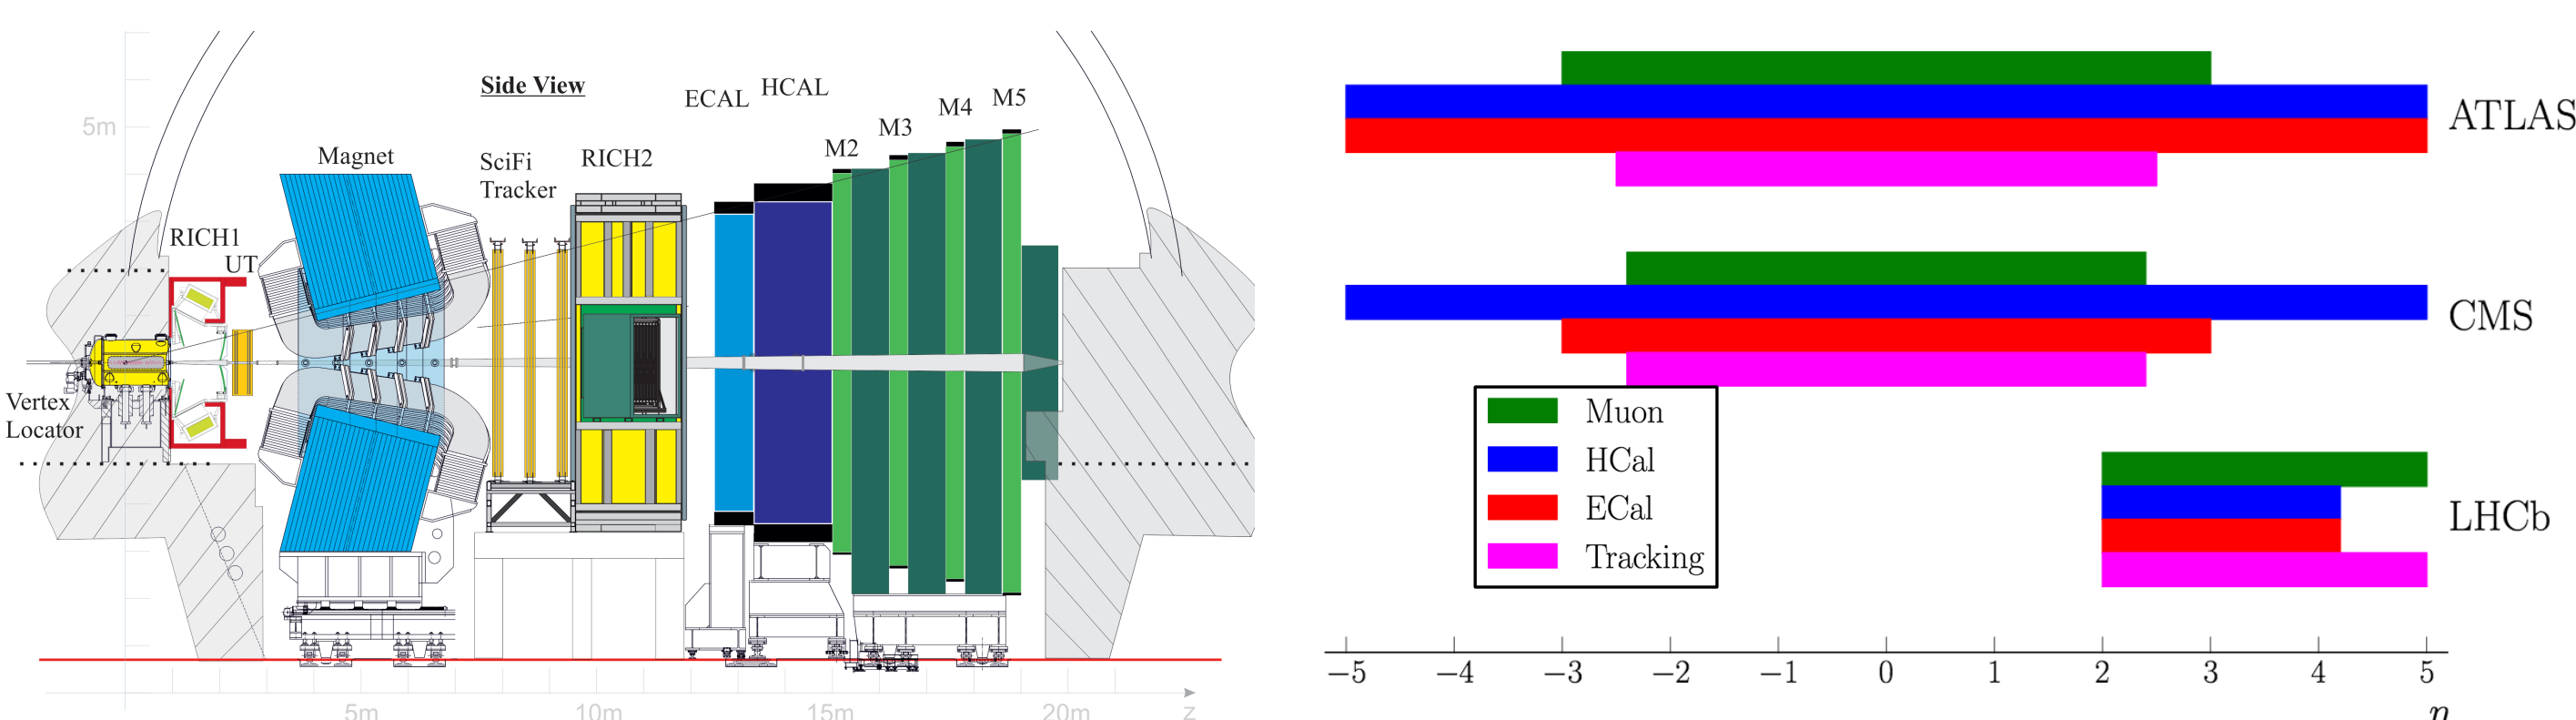 Side View
ECAL
HCAL
M5
M4
M3
M2
5m
Magnet
SciFi
Tracker
RICH2
RICH1
UT
Vertex
Locator
5m
10m
15m
20m
z
ATLAS
CMS
Muon
HCal
ECal
Tracking
LHCb
−5
−4
−3
−2
−1
0
1
2
3
4
5
η